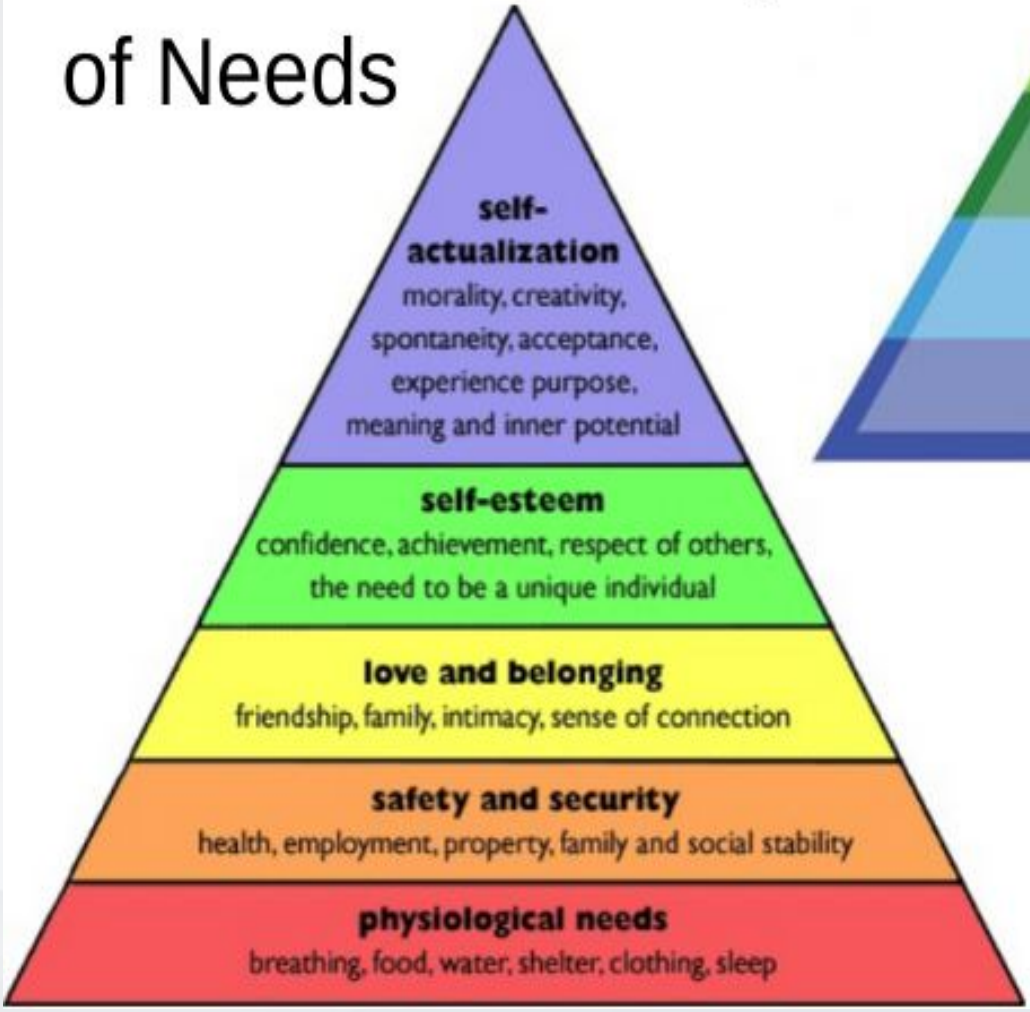 of Needs
self-
actualization
morality, creativity,
spontaneity, acceptance,
experience purpose,
meaning and inner potential
self-esteem
confidence, achievement, respect of others,
the need to be a unique individual
love and belonging
friendship, family, intimacy, sense of connection
safety and security
health, employment, property, family and social stability
physiological needs
breathing, food, water, shelter, clothing, sleep